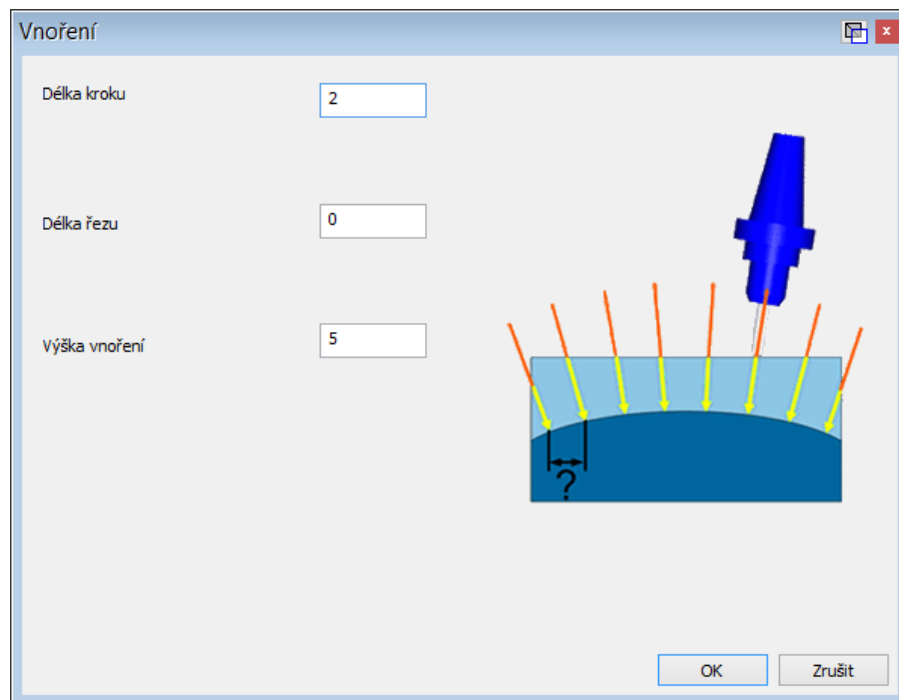 Vnoření
x
Délka kroku
2
Délka řezu
0
Výška vnoření
5
?
OK
Zrušit